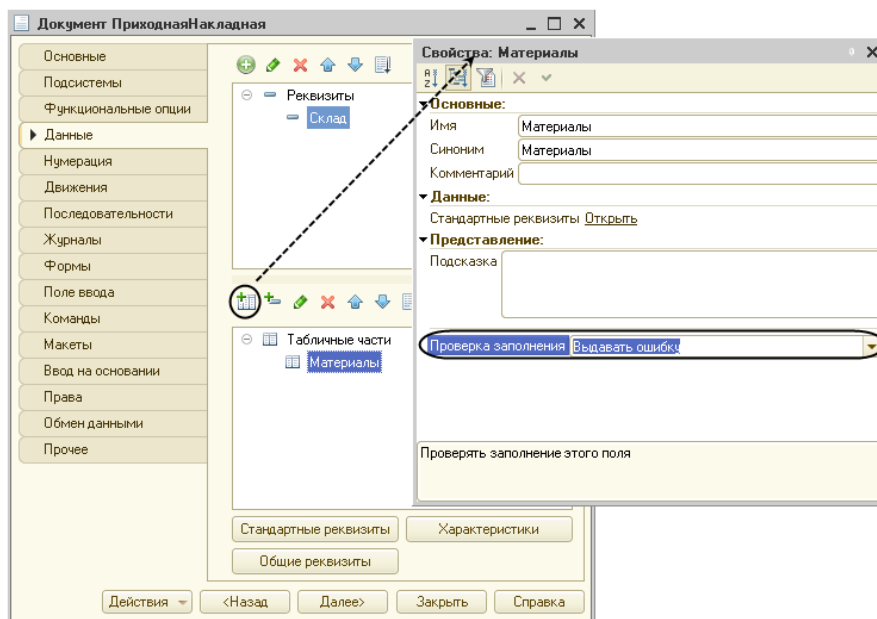 Документ ПриходнаяНакладная
Основные
Подсистемы
Функциональные опции
Данные
Нумерация
Движения
Последовательности
Журналы
Формы
Поле ввода
Команды
Макеты
Ввод на основании
Права
Обмен данными
Прочее
Реквизиты
Склад
Табличные части
Материалы
Стандартные реквизиты
Характеристики
Общие реквизиты
Действия
<Назад
Далее>
Закрыть
Справка
Свойства: Материалы
Основные:
Имя Материалы
Синоним Материалы
Комментарий
Данные:
Стандартные реквизиты Открыть
Представление:
Подсказка
Проверка заполнения Выдавать ошибку
Проверять заполнение этого поля